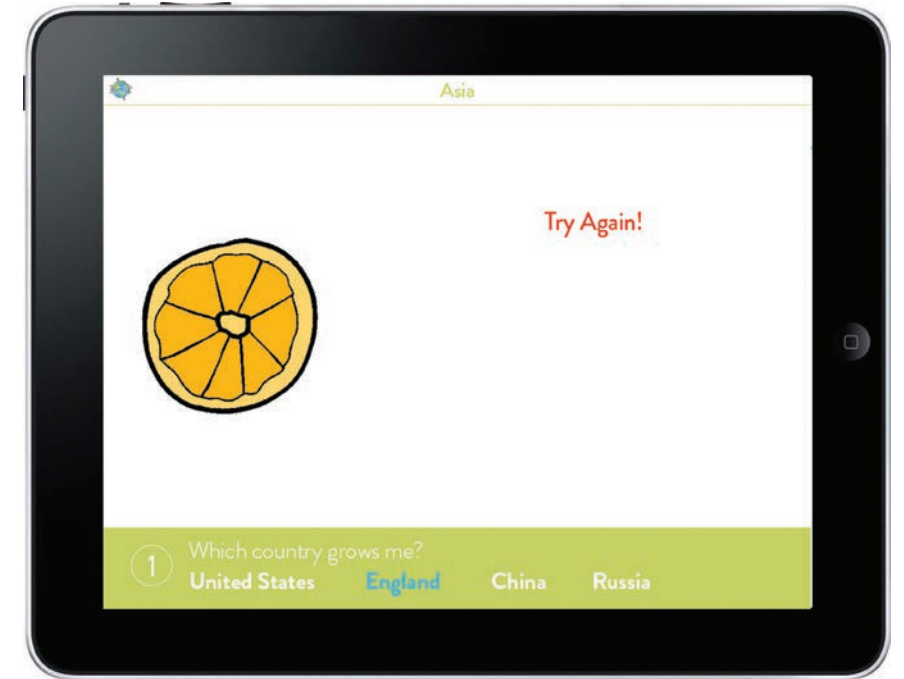 Asia
Try Again!
1
Which country grows me?
United States England China Russia